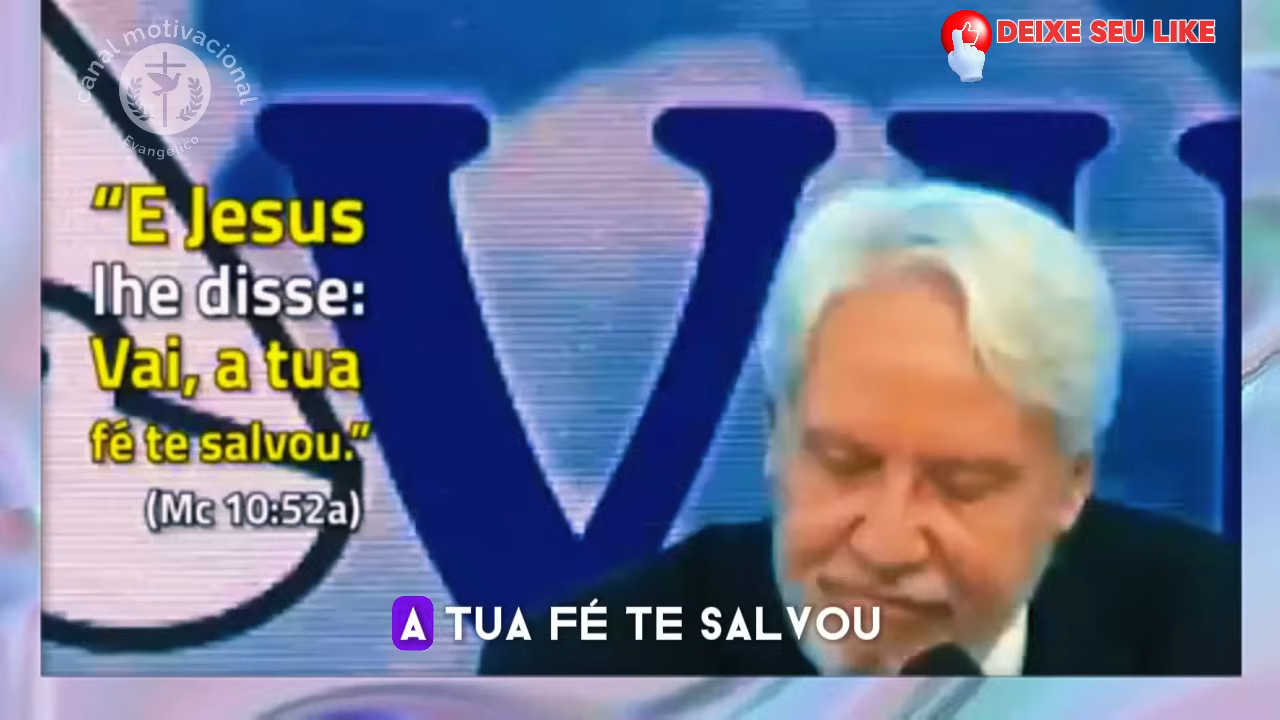 canal motivacional
Evangélico
DEIXE SEU LIKE
“E Jesus
lhe disse:
Vai, a tua
fé te salvou.”
(Mc 10:52a)
A TUA FÉ TE SALVOU